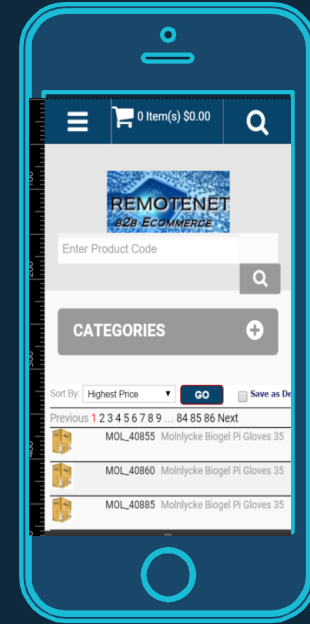 0 Item(s) $0.00
REMOTENET
B2B ECOMMERCE
Enter Product Code
CATEGORIES
Sort By: Highest Price GO Save as De
Previous 1 2 3 4 5 6 7 8 9 ... 84 85 86 Next
MOL_40855 Molnlycke Biogel Pi Gloves 35
MOL_40860 Molnlycke Biogel Pi Gloves 35
MOL_40885 Molnlycke Biogel Pi Gloves 35